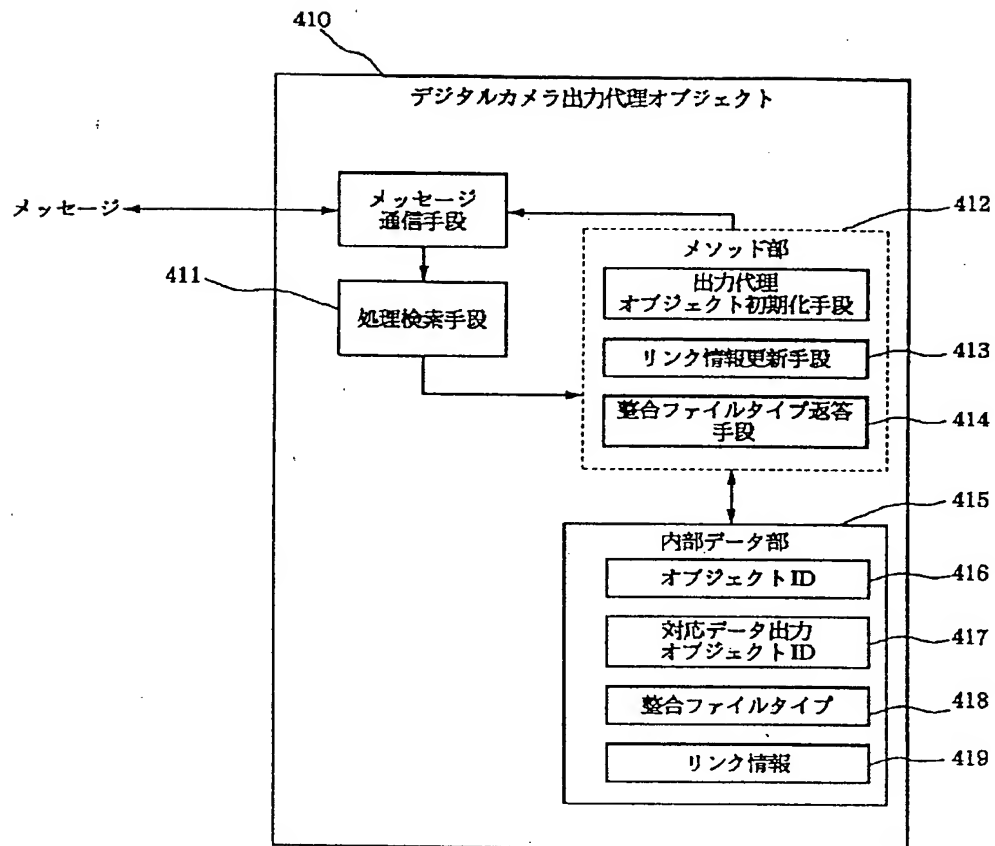 410
デジタルカメラ出力代理オブジェクト
メッセージ
メッセージ
通信手段
411
処理検索手段
412
メソッド部
出力代理
オブジェクト初期化手段
リンク情報更新手段
413
整合ファイルタイプ返答
手段
414
415
内部データ部
オブジェクトID
416
対応データ出力
オブジェクトID
417
整合ファイルタイプ
418
リンク情報
419